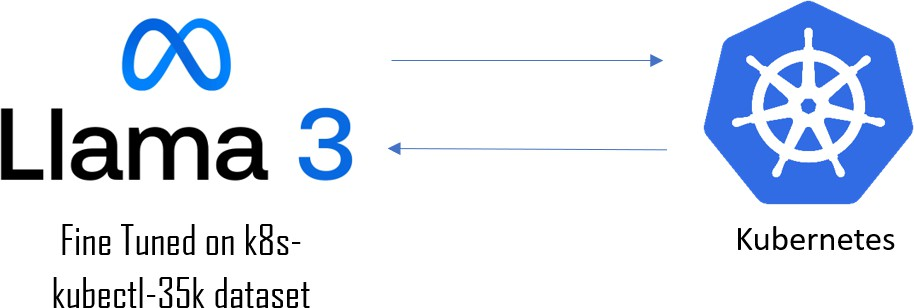 Llama 3
Fine Tuned on k8s-
kubectl-35k dataset
Kubernetes